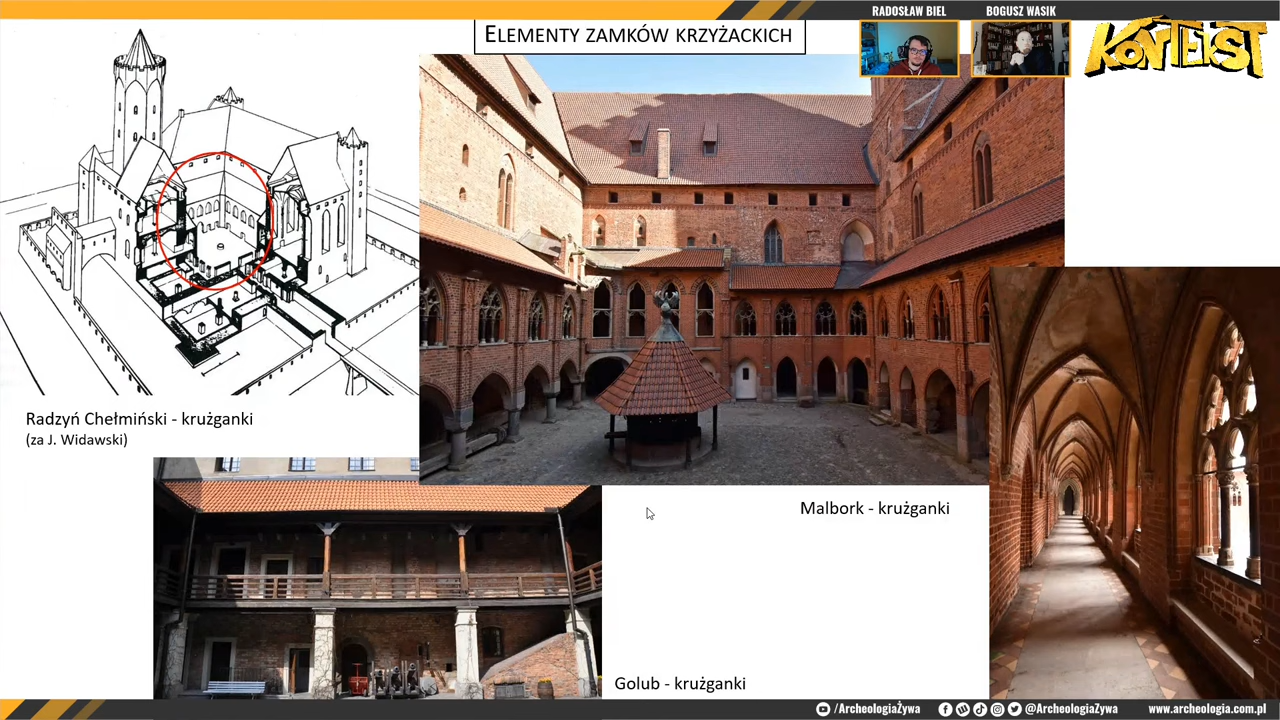 RADOSŁAW BIEL
BOGUSZ WASIK
ELEMENTY ZAMKÓW KRZYŻACKICH
KONTEKST
Radzyń Chełmiński - krużganki
(za J. Widawski)
Malbork - krużganki
Golub - krużganki
/ArcheologiaŻywa
@ArcheologiaZywa
www.archeologia.com.pl